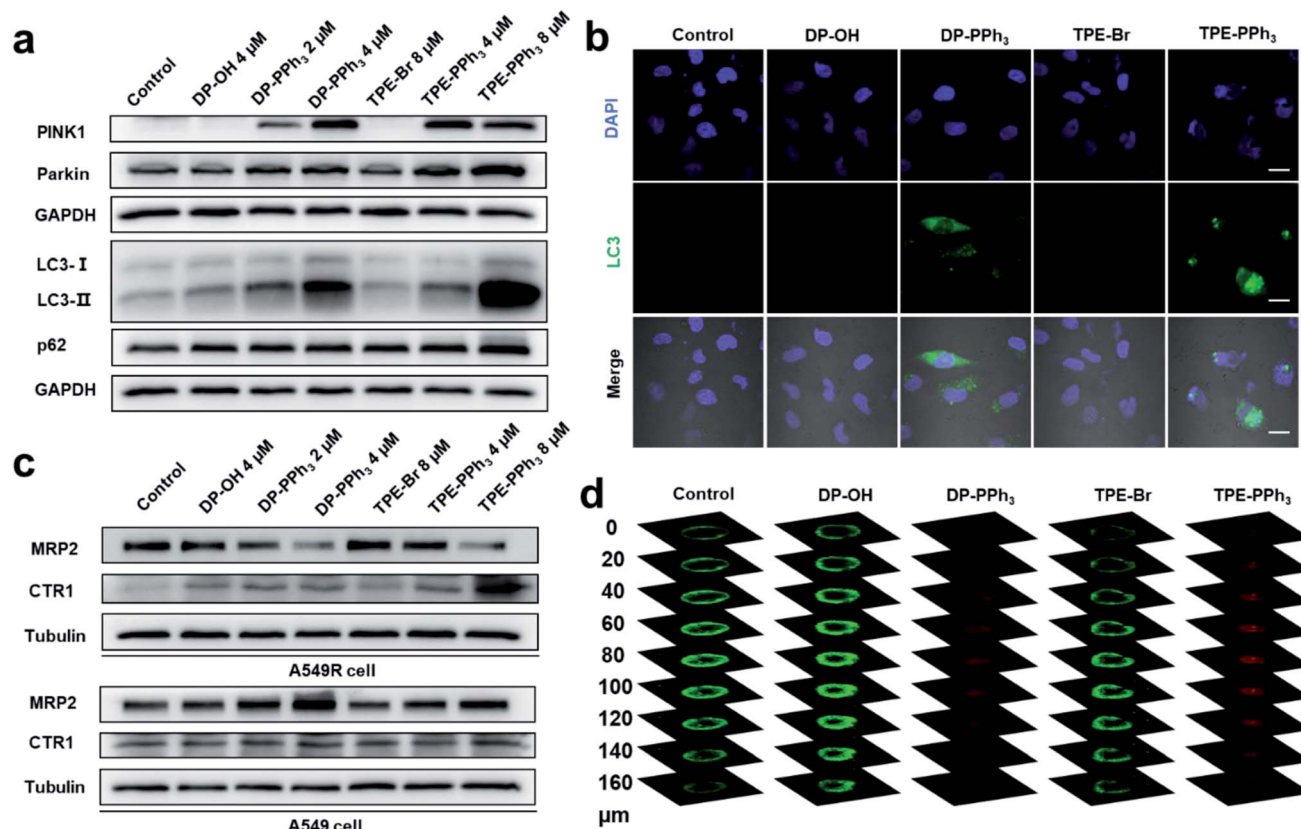 a
Control
DP-OH 4 μM
DP-PPh₃ 2 μM
DP-PPh₃ 4 μM
TPE-Br 8 μM
TPE-PPh₃ 4 μM
TPE-PPh₃ 8 μM
PINK1
Parkin
GAPDH
LC3-Ⅰ
LC3-Ⅱ
p62
GAPDH
b
Control DP-OH DP-PPh₃ TPE-Br TPE-PPh₃
DAPI
LC3
Merge
c
Control
DP-OH 4 μM
DP-PPh₃ 2 μM
DP-PPh₃ 4 μM
TPE-Br 8 μM
TPE-PPh₃ 4 μM
TPE-PPh₃ 8 μM
MRP2
CTR1
Tubulin
A549R cell
MRP2
CTR1
Tubulin
A549 cell
d
Control DP-OH DP-PPh₃ TPE-Br TPE-PPh₃
0
20
40
60
80
100
120
140
160
μm